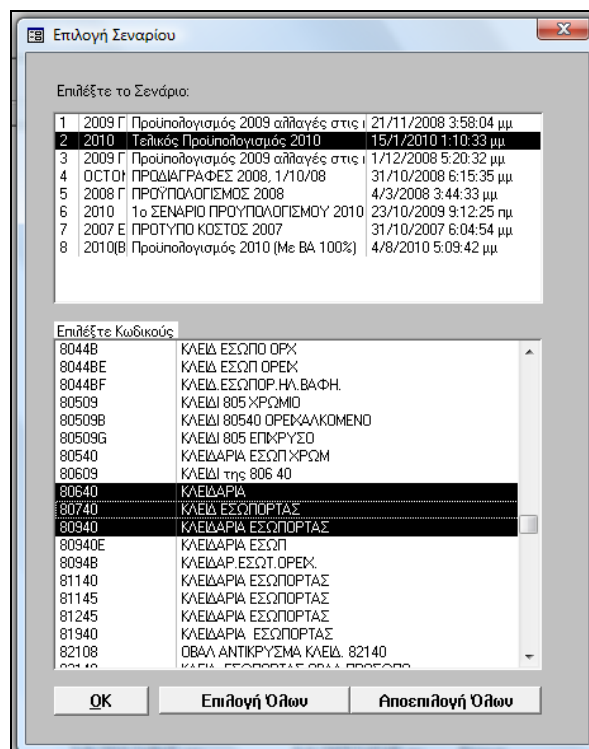 Επιλογή Σεναρίου
Επιλέξτε το Σενάριο:
1 2009 Γ Προϋπολογισμός 2009 αλλαγές στις 21/11/2008 3:58:04 μμ
2 2010 Τελικός Προϋπολογισμός 2010 15/1/2010 1:10:33 μμ
3 2009 Γ Προϋπολογισμός 2009 αλλαγές στις 1/12/2008 5:20:32 μμ
4 ΟCTOI ΠΡΟΔΙΑΓΡΑΦΕΣ 2008, 1/10/08 31/10/2008 6:15:35 μμ
5 2008 Γ ΠΡΟΫΠΟΛΟΓΙΣΜΟΣ 2008 4/3/2008 3:44:33 μμ
6 2010 1ο ΣΕΝΑΡΙΟ ΠΡΟΥΠΟΛΟΓΙΣΜΟΥ 2010 23/10/2009 9:12:25 πμ
7 2007 Ε ΠΡΟΤΥΠΟ ΚΟΣΤΟΣ 2007 31/10/2007 6:04:54 μμ
8 2010(Β Προϋπολογισμός 2010 (Με ΒΑ 100%) 4/8/2010 5:09:42 μμ
Επιλέξτε Κωδικούς
8044B ΚΛΕΙΔ ΕΣΩΠΟ ΟΡΧ
8044BE ΚΛΕΙΔ ΕΣΩΠ ΟΡΕΙΧ
8044BF ΚΛΕΙΔ.ΕΣΩΠΟΡ.ΗΛ.ΒΑΦΗ.
80509 ΚΛΕΙΔΙ 805 ΧΡΩΜΙΟ
80509B ΚΛΕΙΔΙ 80540 ΟΡΕΙΧΑΛΚΟΜΕΝΟ
80509G ΚΛΕΙΔΙ 805 ΕΠΙΧΡΥΣΟ
80540 ΚΛΕΙΔΑΡΙΑ ΕΣΩΠ ΧΡΩΜ
80609 ΚΛΕΙΔΙ της 806 40
80640 ΚΛΕΙΔΑΡΙΑ
80740 ΚΛΕΙΔ ΕΣΩΠΟΡΤΑΣ
80940 ΚΛΕΙΔΑΡΙΑ ΕΣΩΠΟΡΤΑΣ
80940E ΚΛΕΙΔΑΡΙΑ ΕΣΩΠ
8094B ΚΛΕΙΔΑΡ.ΕΣΩΤ.ΟΡΕΙΧ.
81140 ΚΛΕΙΔΑΡΙΑ ΕΣΩΠΟΡΤΑΣ
81145 ΚΛΕΙΔΑΡΙΑ ΕΣΩΠΟΡΤΑΣ
81245 ΚΛΕΙΔΑΡΙΑ ΕΣΩΠΟΡΤΑΣ
81940 ΚΛΕΙΔΑΡΙΑ ΕΣΩΠΟΡΤΑΣ
82108 ΟΒΑΛ ΑΝΤΙΚΡΥΣΜΑ ΚΛΕΙΔ. 82140
OK Επιλογή Όλων Αποεπιλογή Όλων